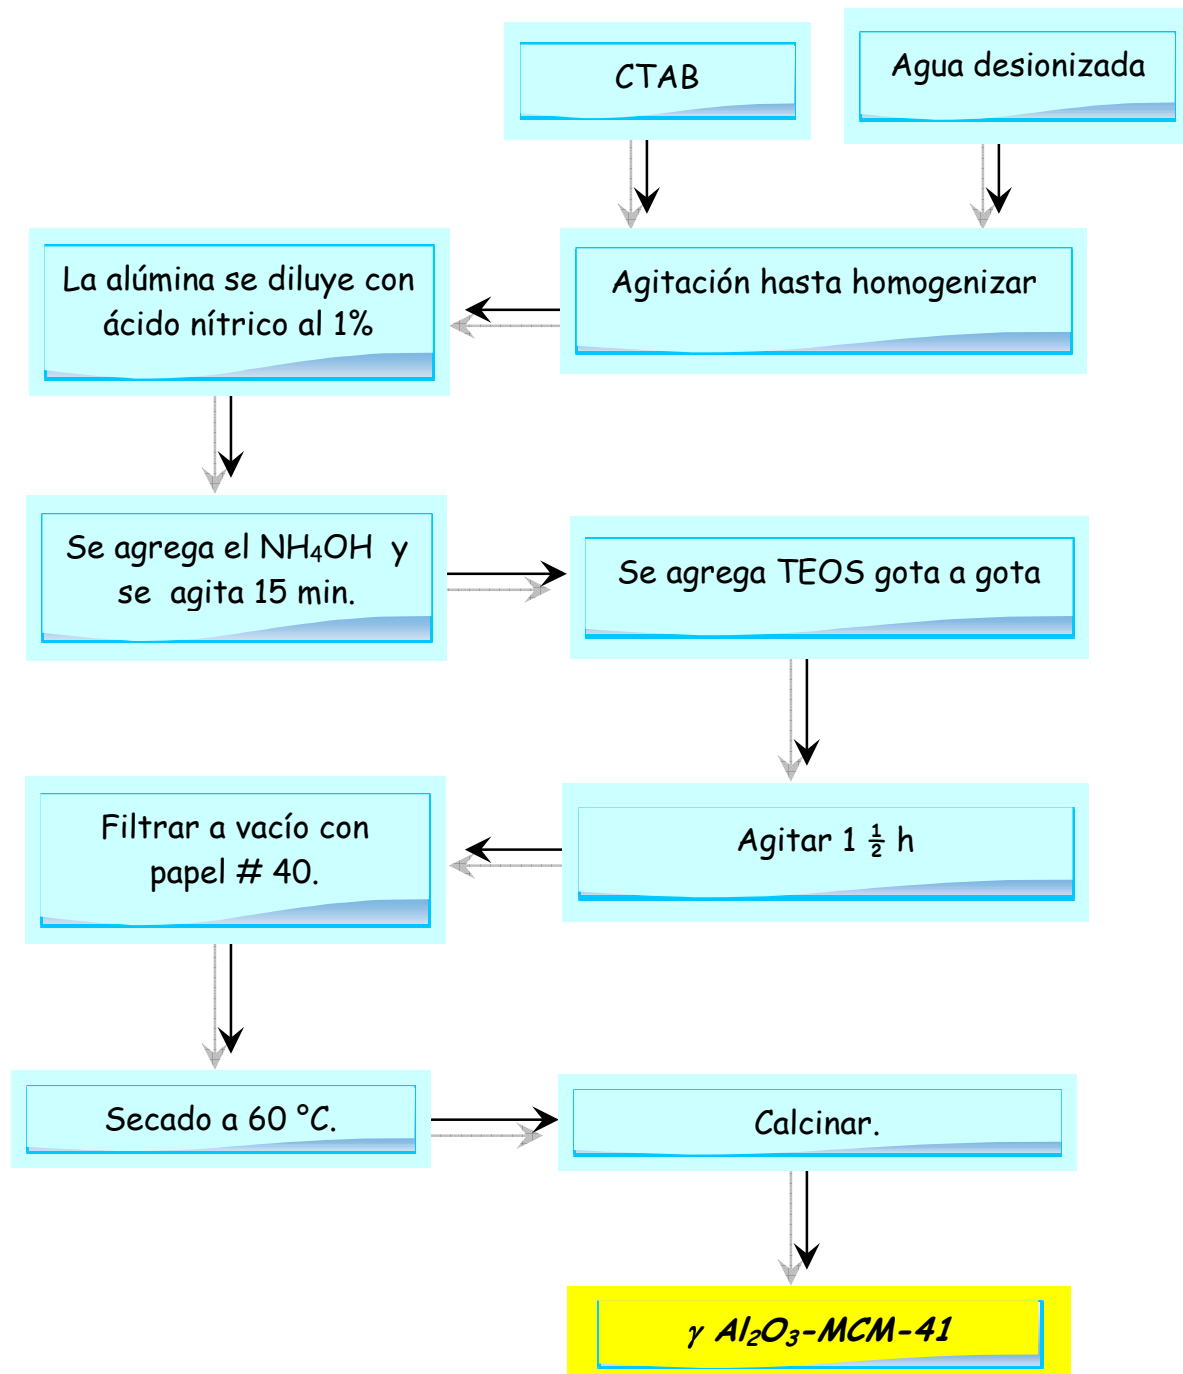 CTAB
Agua desionizada
Agitación hasta homogenizar
La alúmina se diluye con
ácido nítrico al 1%
Se agrega el NH₄OH y
se agita 15 min.
Se agrega TEOS gota a gota
Agitar 1 ½ h
Filtrar a vacío con
papel # 40.
Secado a 60 °C.
Calcinar.
γ Al₂O₃-MCM-41